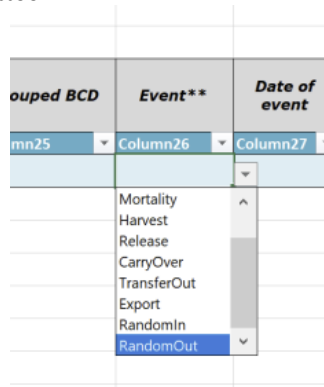 ouped BCD
Event**
Date of
event
mn25
Column26
Column27
Mortality
Harvest
Release
CarryOver
TransferOut
Export
RandomIn
RandomOut